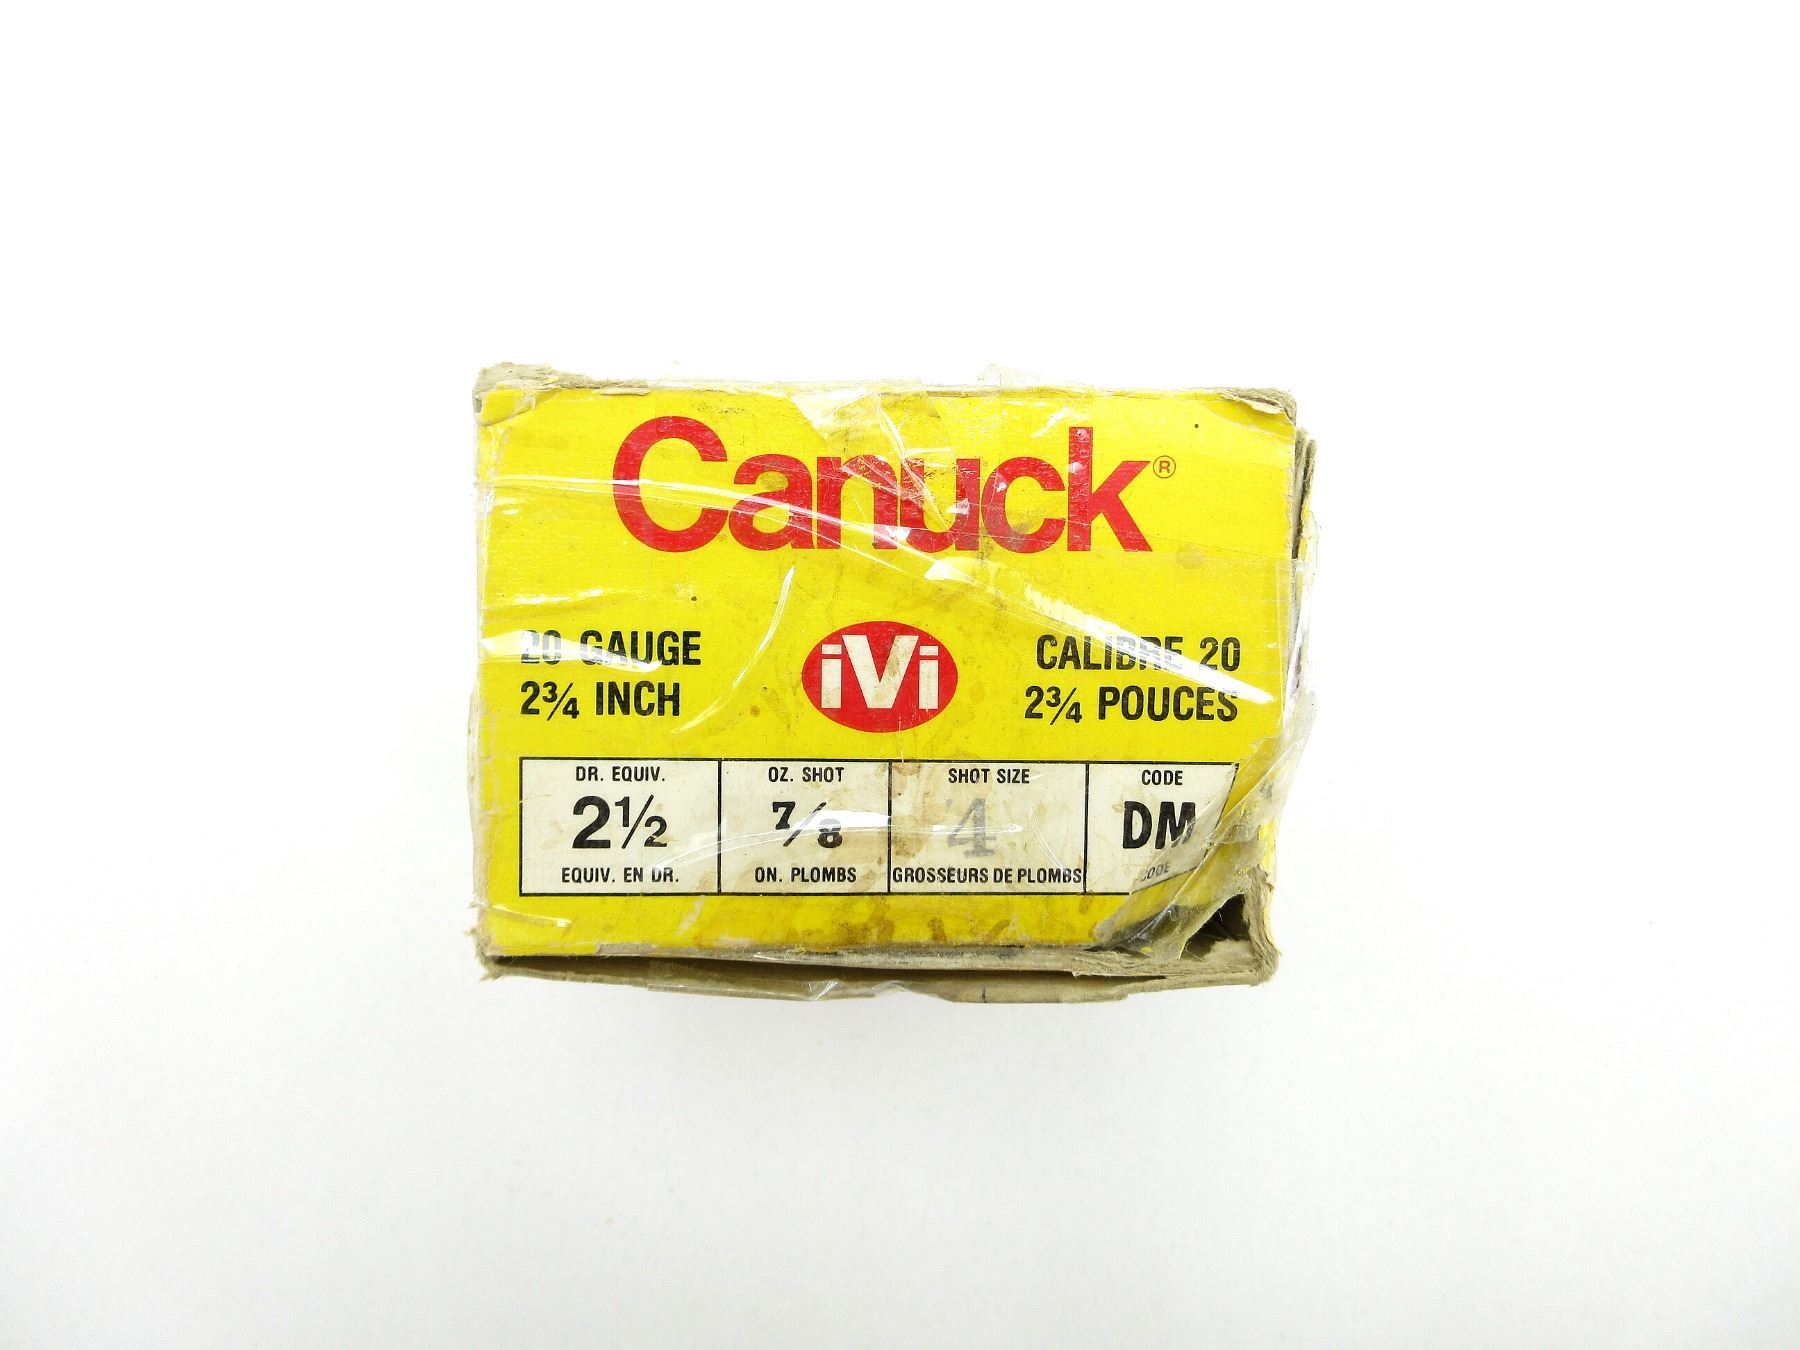 Canuck®
20 GAUGE
2¾ INCH
iVi
CALIBRE 20
2¾ POUCES
DR. EQUIV.
2½
EQUIV. EN DR.
OZ. SHOT
7/8
ON. PLOMBS
SHOT SIZE
4
GROSSEURS DE PLOMBS
CODE
DM
CODE